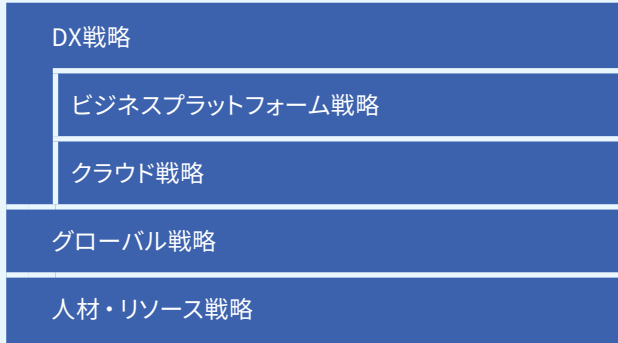 DX戦略
ビジネスプラットフォーム戦略
クラウド戦略
グローバル戦略
人材・リソース戦略